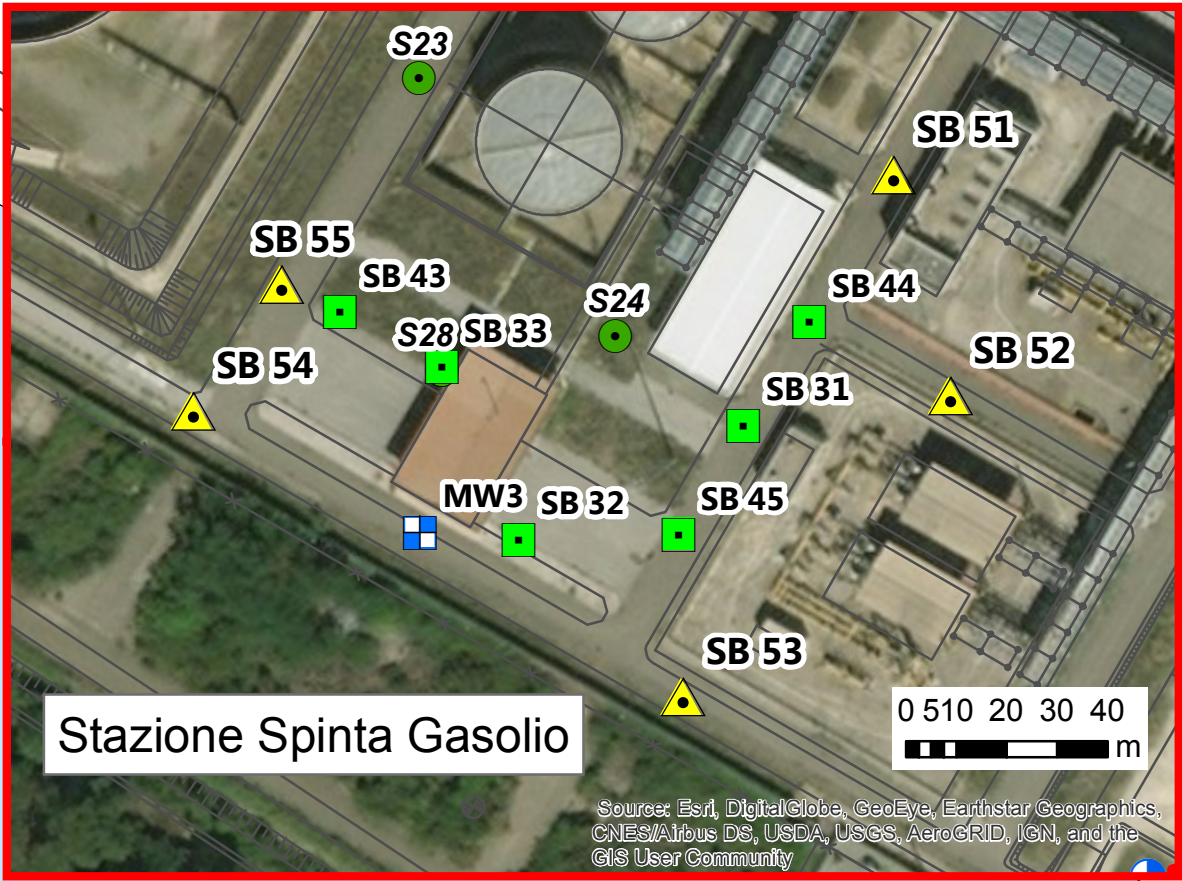 S23
SB 51
SB 55
SB 43
SB 44
S24
S28
SB 33
SB 52
SB 54
SB 31
MW3
SB 32
SB 45
SB 53
Stazione Spinta Gasolio
0 510 20 30 40
m
Source: Esri, DigitalGlobe, GeoEye, Earthstar Geographics,
CNES/Airbus DS, USDA, USGS, AeroGRID, IGN, and the
GIS User Community